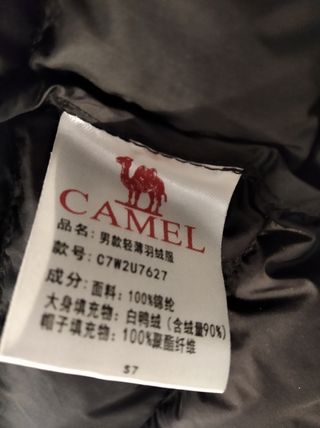 CAMEL
品名: 男款轻薄羽绒服
款号: C7W2U7627
成分: 面料: 100%锦纶
大身填充物: 白鸭绒 (含绒量90%)
帽子填充物: 100%聚酯纤维
57